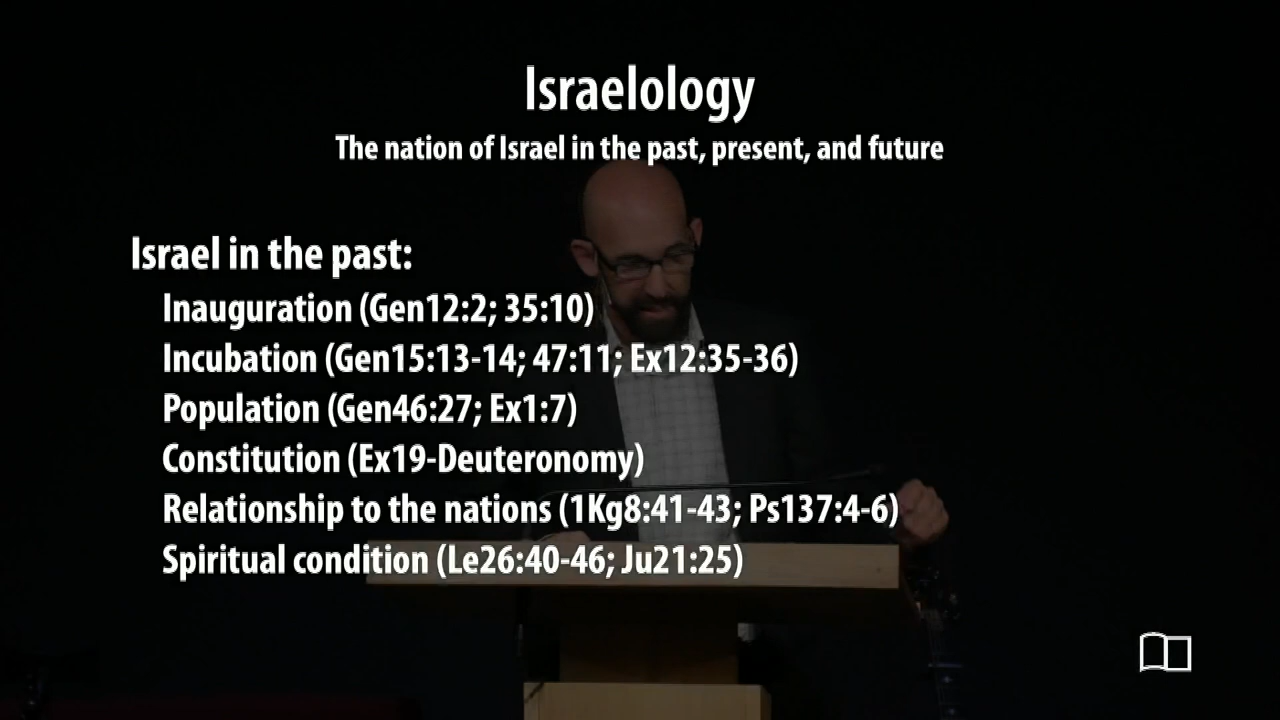 Israelology
The nation of Israel in the past, present, and future
Israel in the past:
Inauguration (Gen12:2; 35:10)
Incubation (Gen15:13-14; 47:11; Ex12:35-36)
Population (Gen46:27; Ex1:7)
Constitution (Ex19-Deuteronomy)
Relationship to the nations (1Kg8:41-43; Ps137:4-6)
Spiritual condition (Le26:40-46; Ju21:25)